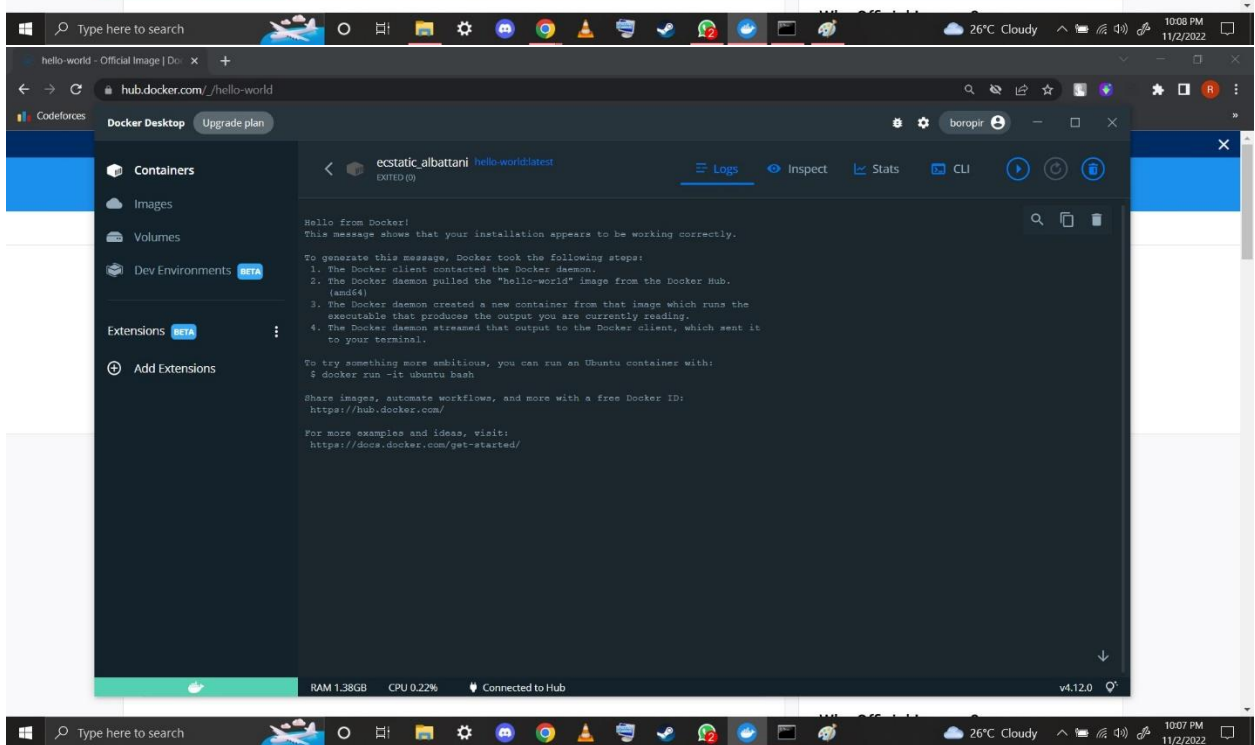 Type here to search
26°C Cloudy
10:08 PM
11/2/2022
hello-world - Official Image | Do
hub.docker.com/_/hello-world
R
Codeforces
Docker Desktop
Upgrade plan
boropir
Containers
Images
Volumes
Dev Environments BETA
Extensions BETA
Add Extensions
ecstatic_albattani hello-world:latest
EXITED (0)
Logs
Inspect
Stats
CLI
Hello from Docker!
This message shows that your installation appears to be working correctly.
To generate this message, Docker took the following steps:
1. The Docker client contacted the Docker daemon.
2. The Docker daemon pulled the "hello-world" image from the Docker Hub.
(amd64)
3. The Docker daemon created a new container from that image which runs the
executable that produces the output you are currently reading.
4. The Docker daemon streamed that output to the Docker client, which sent it
to your terminal.
To try something more ambitious, you can run an Ubuntu container with:
$ docker run -it ubuntu bash
Share images, automate workflows, and more with a free Docker ID:
https://hub.docker.com/
For more examples and ideas, visit:
https://docs.docker.com/get-started/
RAM 1.38GB CPU 0.22% Connected to Hub
v4.12.0
Type here to search
26°C Cloudy
10:07 PM
11/2/2022